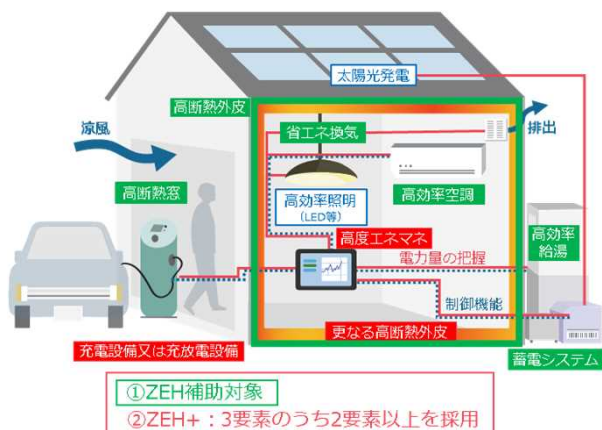 太陽光発電
高断熱外皮
涼風
省エネ換気
排出
高断熱窓
高効率照明
(LED等)
高効率空調
高度エネマネ
電力量の把握
高効率
給湯
制御機能
更なる高断熱外皮
充電設備又は充放電設備
蓄電システム
①ZEH補助対象
②ZEH+:3要素のうち2要素以上を採用